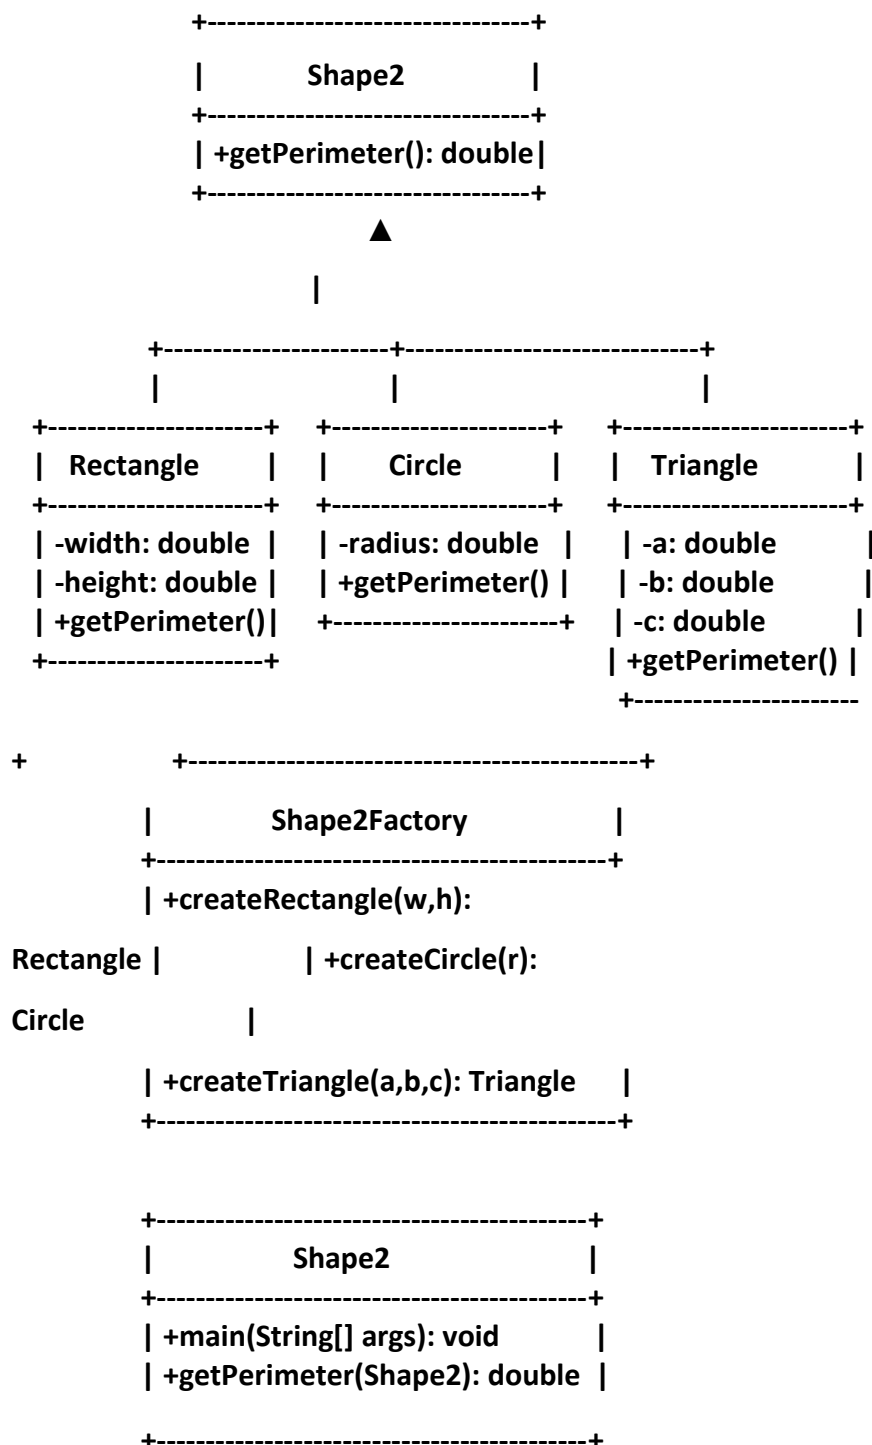 +---------------------------------+
| Shape2 |
+---------------------------------+
| +getPerimeter(): double|
+---------------------------------+
▲
|
+-----------------------+------------------------------+
| | |
+----------------------+ +----------------------+ +-----------------------+
| Rectangle | | Circle | | Triangle |
+----------------------+ +----------------------+ +-----------------------+
| -width: double | | -radius: double | | -a: double |
| -height: double | | +getPerimeter() | | -b: double |
| +getPerimeter()| +-----------------------+ | -c: double |
+----------------------+ | +getPerimeter() |
+-----------------------
+ +----------------------------------------------+
| Shape2Factory |
+----------------------------------------------+
| +createRectangle(w,h):
Rectangle | | +createCircle(r):
Circle |
| +createTriangle(a,b,c): Triangle |
+-----------------------------------------------+
+--------------------------------------------+
| Shape2 |
+--------------------------------------------+
| +main(String[] args): void |
| +getPerimeter(Shape2): double |
+--------------------------------------------+